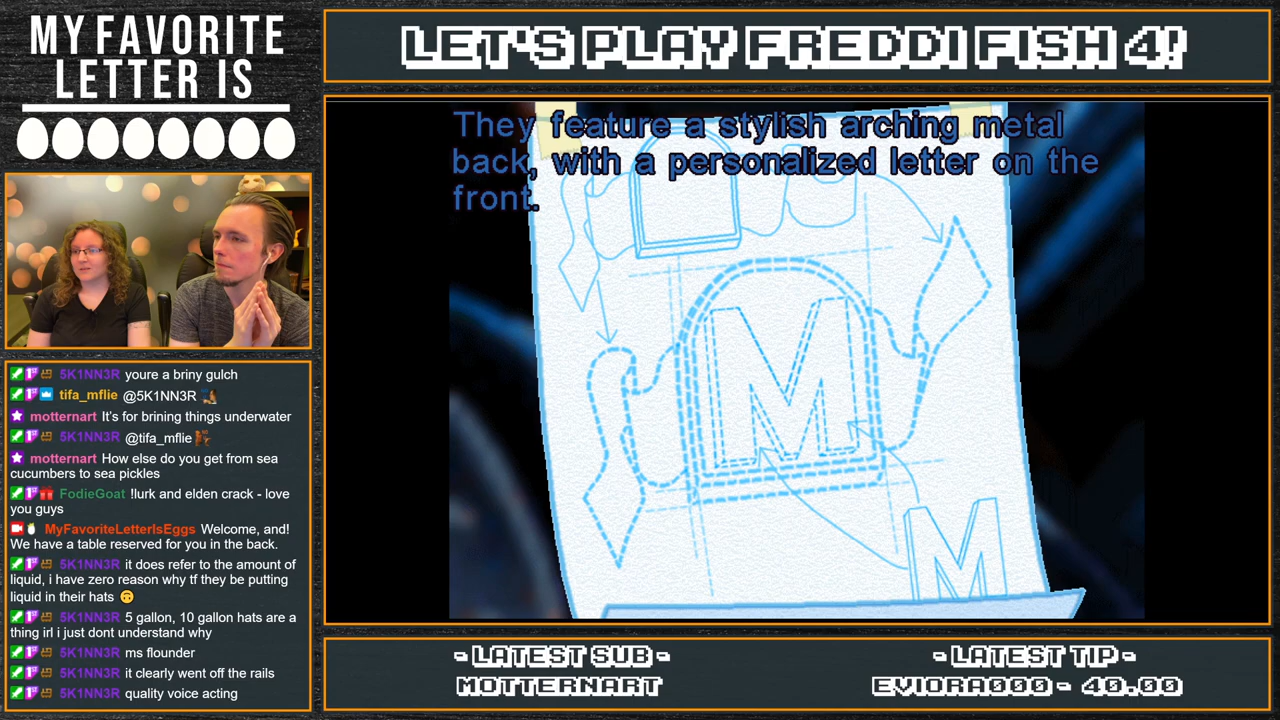 MY FAVORITE
LETTER IS
LET'S PLAY FREDDI FISH 4!
They feature a stylish arching metal
back, with a personalized letter on the
front.
M
M
5K1NN3R youre a briny gulch
tifa_mflie @5K1NN3R
motternart It's for brining things underwater
5K1NN3R @tifa_mflie
motternart How else do you get from sea
cucumbers to sea pickles
FodieGoat !lurk and elden crack - love
you guys
MyFavoriteLetterIsEggs Welcome, and!
We have a table reserved for you in the back.
5K1NN3R it does refer to the amount of
liquid, i have zero reason why tf they be putting
liquid in their hats 🙃
5K1NN3R 5 gallon, 10 gallon hats are a
thing irl i just dont understand why
5K1NN3R ms flounder
5K1NN3R it clearly went off the rails
5K1NN3R quality voice acting
- LATEST SUB -
MOTTERNART
- LATEST TIP -
EVIORA000 - 40.00